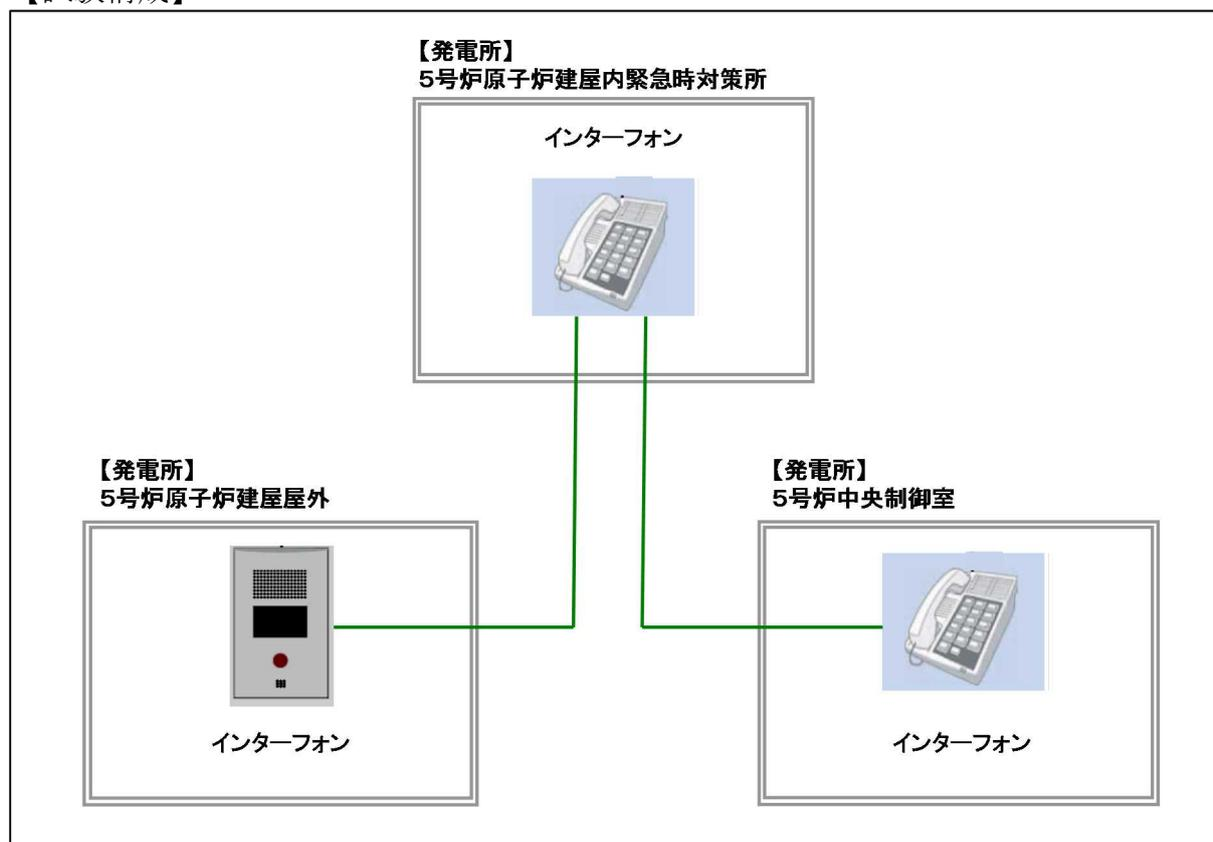 【発電所】
5号炉原子炉建屋内緊急時対策所
インターフォン
【発電所】
5号炉原子炉建屋屋外
インターフォン
【発電所】
5号炉中央制御室
インターフォン